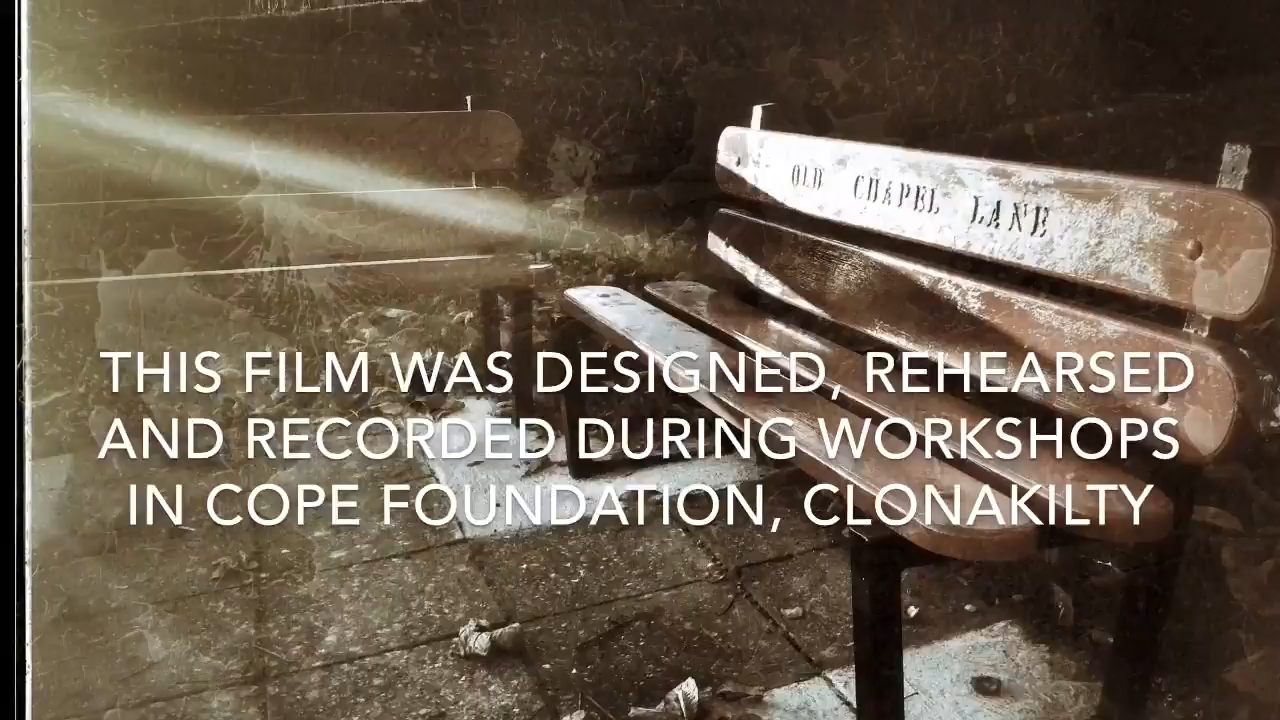 OLD CHAPEL LANE
THIS FILM WAS DESIGNED, REHEARSED
AND RECORDED DURING WORKSHOPS
IN COPE FOUNDATION, CLONAKILTY